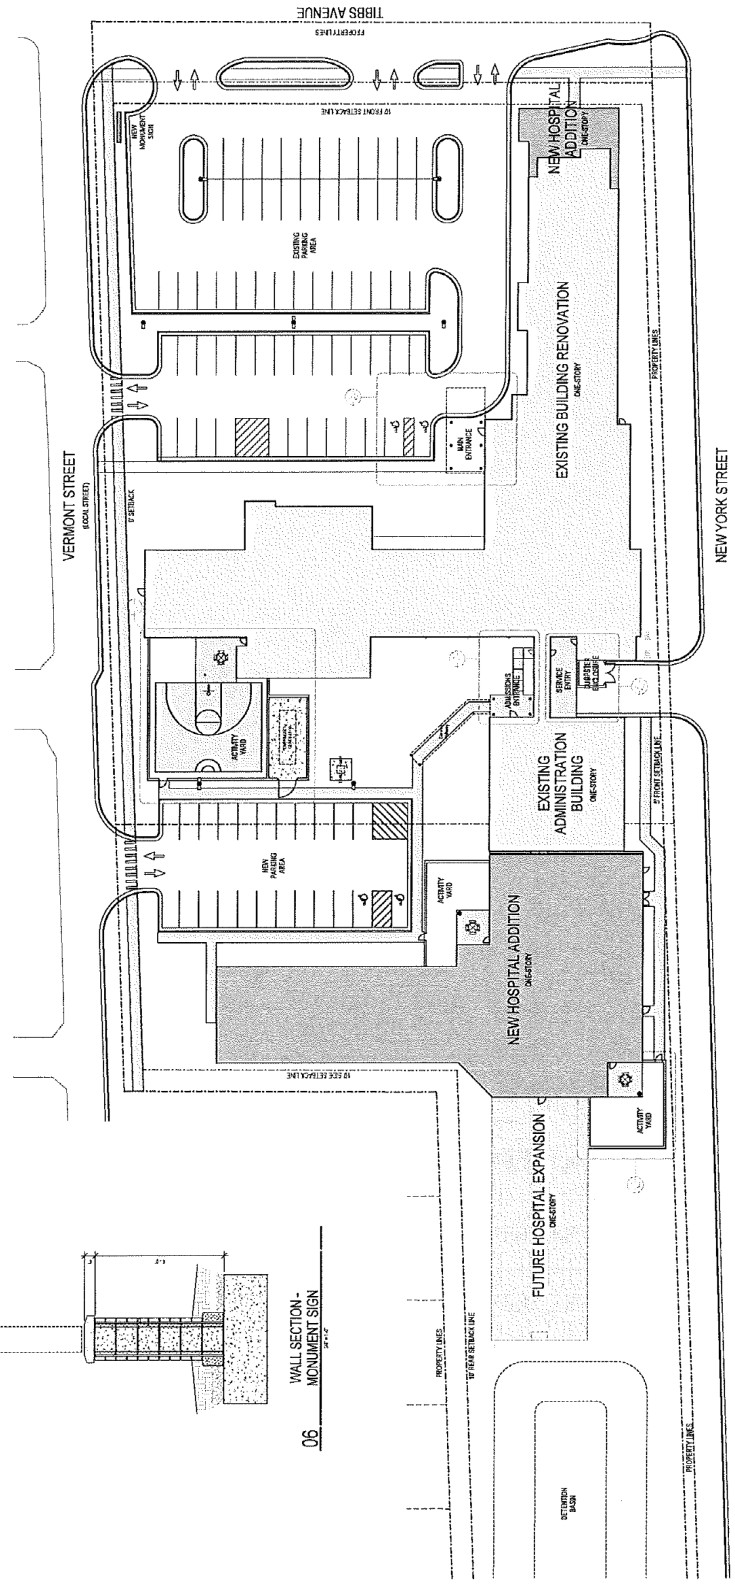 TIBBS AVENUE
PROPERTY LINES
10' FRONT SETBACK LINE
NEW
MONUMENT
SIGN
NEW HOSPITAL
ADDITION
ONE-STORY
EXISTING
PARKING
AREA
EXISTING BUILDING RENOVATION
ONE-STORY
PROPERTY LINES
MAIN
ENTRANCE
VERMONT STREET
(LOCAL STREET)
NEW YORK STREET
ACTIVITY
YARD
ADMISSIONS
ENTRANCE
SERVICE
ENTRY
DUMPSTER
ENCLOSURE
EXISTING
ADMINISTRATION
BUILDING
ONE-STORY
NEW
PARKING
AREA
ACTIVITY
YARD
NEW HOSPITAL ADDITION
ONE-STORY
10' SIDE SETBACK LINE
ACTIVITY
YARD
FUTURE HOSPITAL EXPANSION
ONE-STORY
06
WALL SECTION -
MONUMENT SIGN
PROPERTY LINES
10' REAR SETBACK LINE
PROPERTY LINES
DETENTION
BASIN